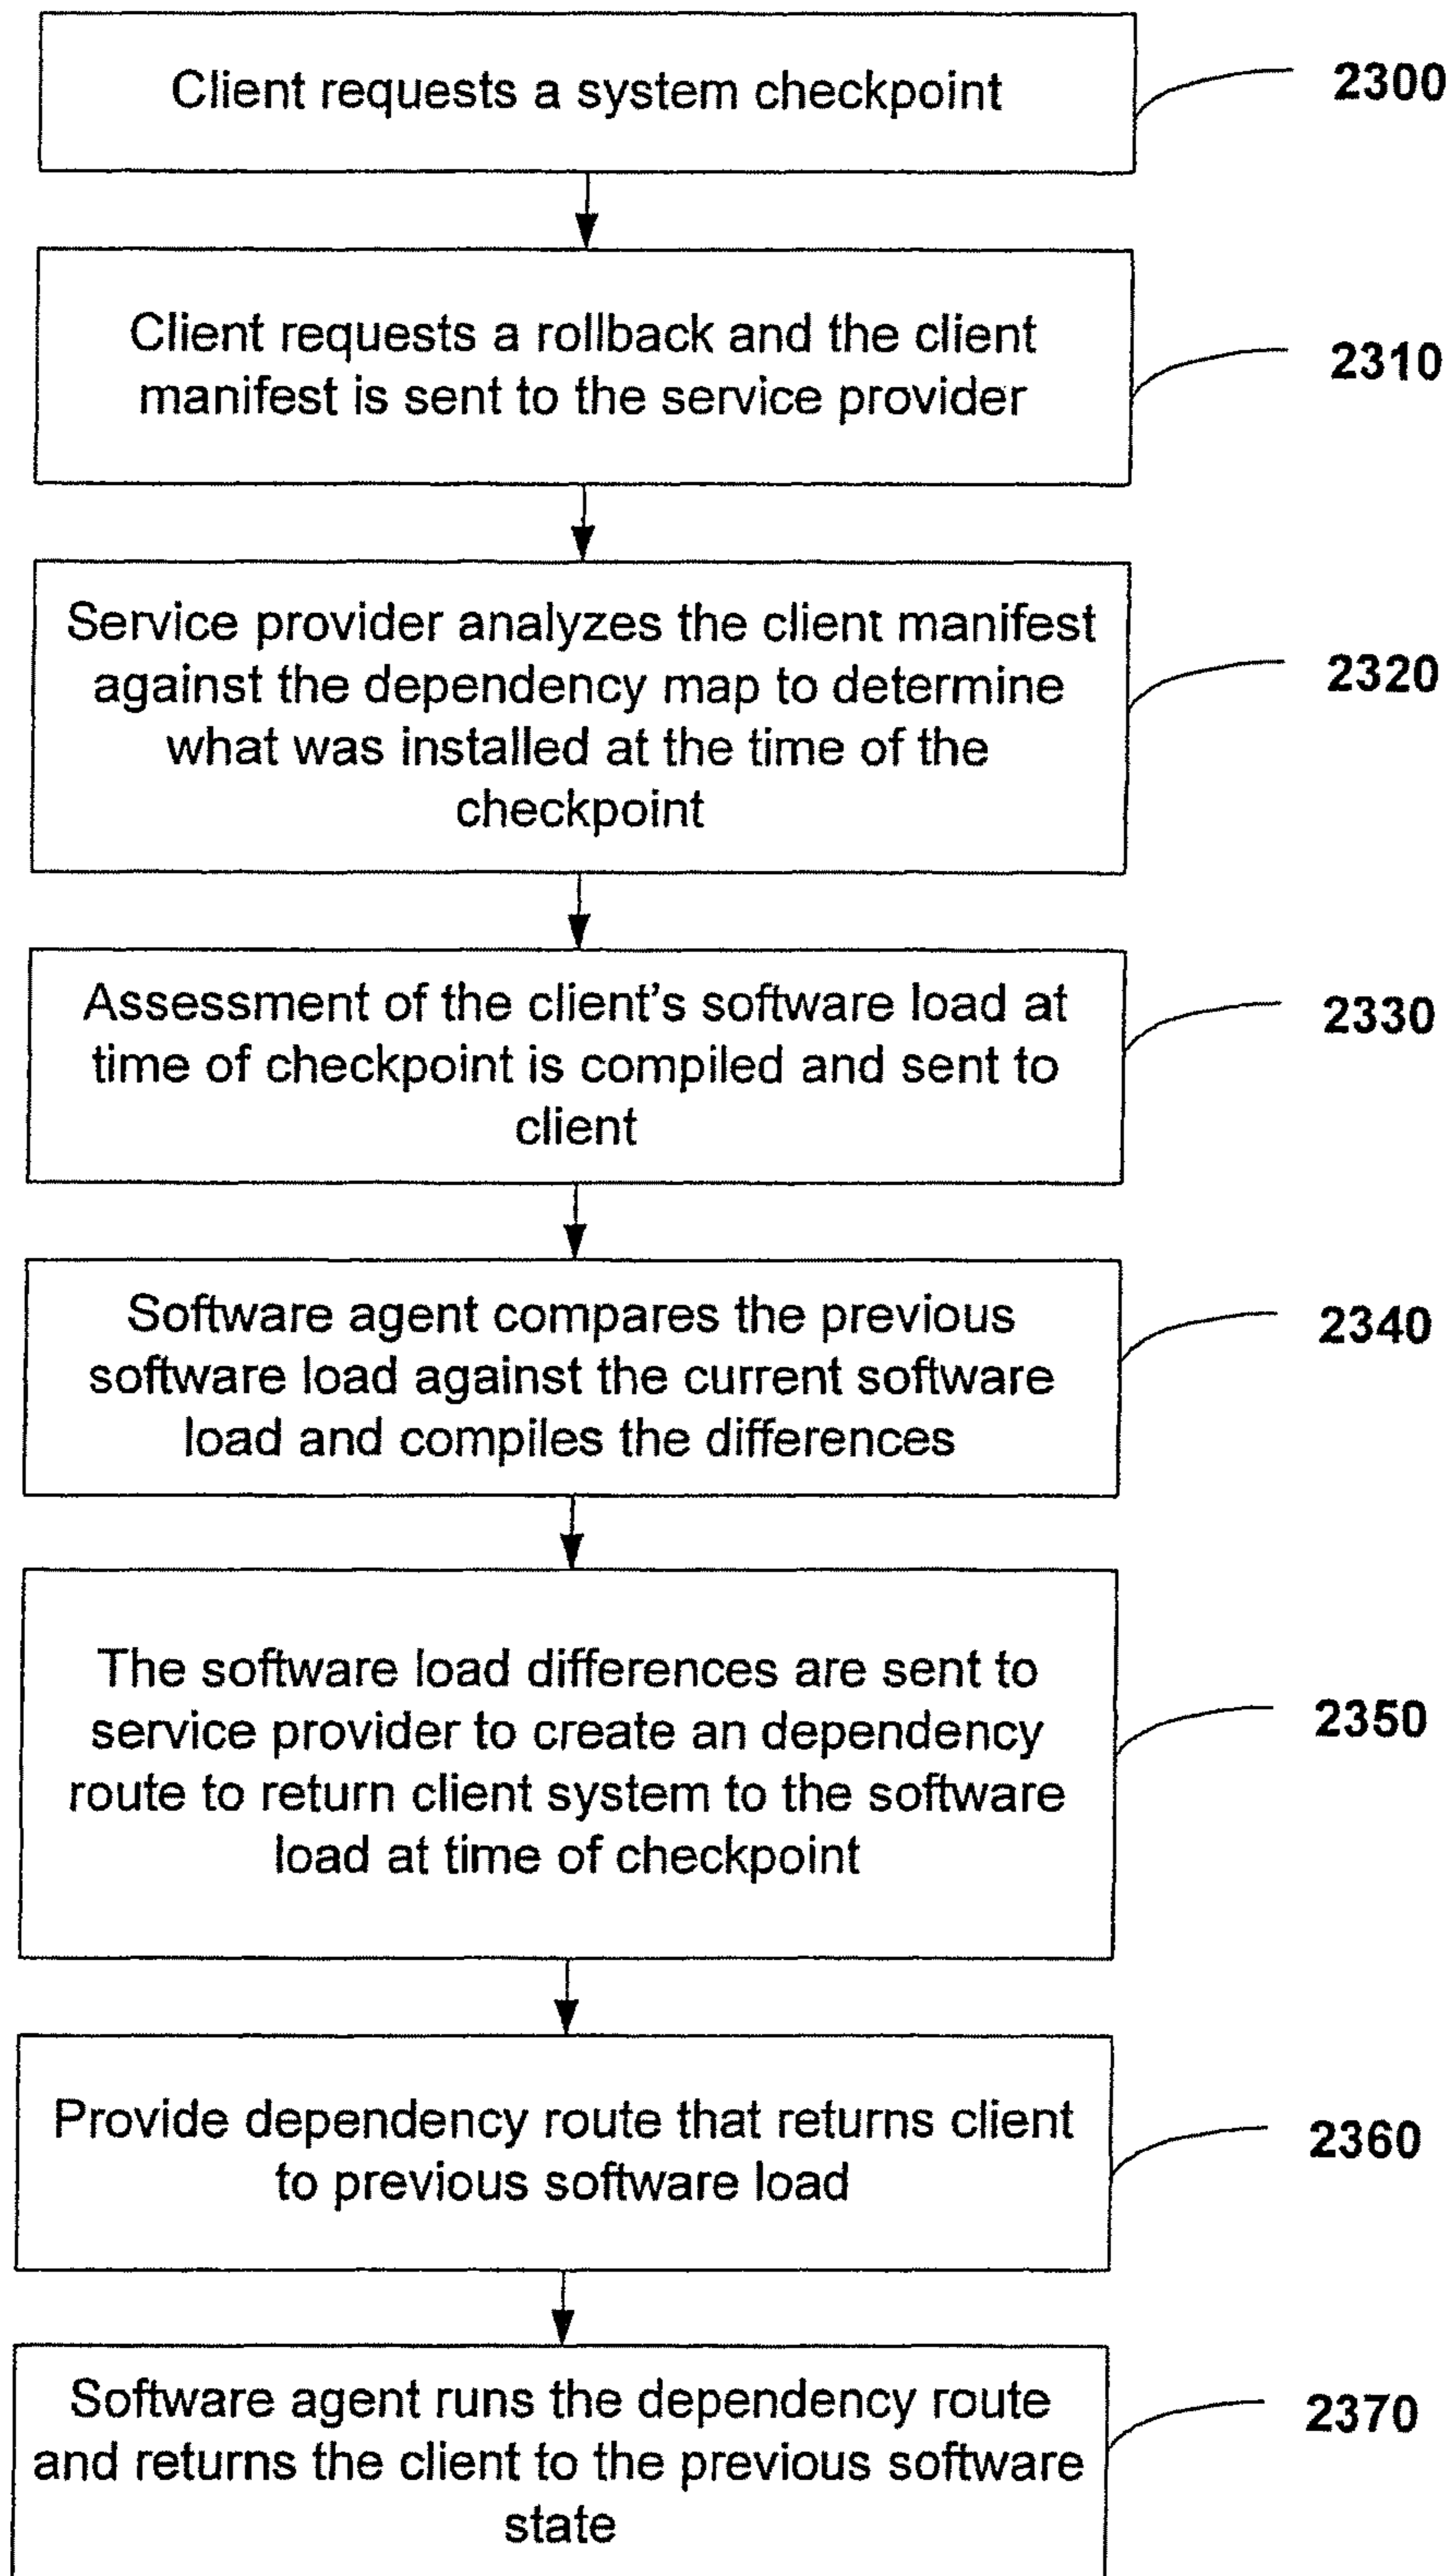 Client requests a system checkpoint
2300
Client requests a rollback and the client
manifest is sent to the service provider
2310
Service provider analyzes the client manifest
against the dependency map to determine
what was installed at the time of the
checkpoint
2320
Assessment of the client's software load at
time of checkpoint is compiled and sent to
client
2330
Software agent compares the previous
software load against the current software
load and compiles the differences
2340
The software load differences are sent to
service provider to create an dependency
route to return client system to the software
load at time of checkpoint
2350
Provide dependency route that returns client
to previous software load
2360
Software agent runs the dependency route
and returns the client to the previous software
state
2370